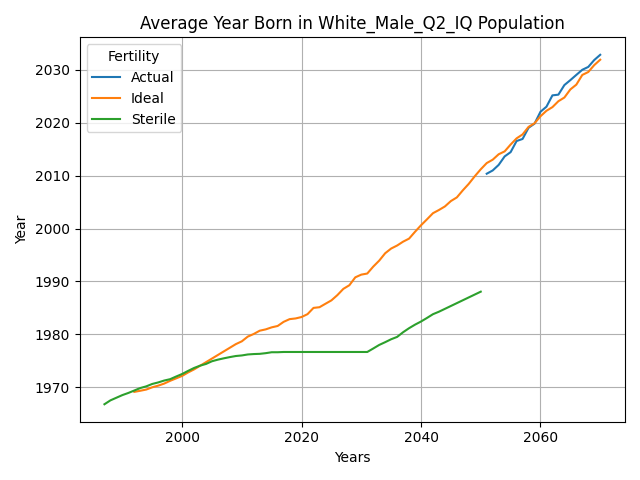 Average Year Born in White_Male_Q2_IQ Population
Fertility
Actual
Ideal
Sterile
Year
2030
2020
2010
2000
1990
1980
1970
2000
2020
2040
2060
Years